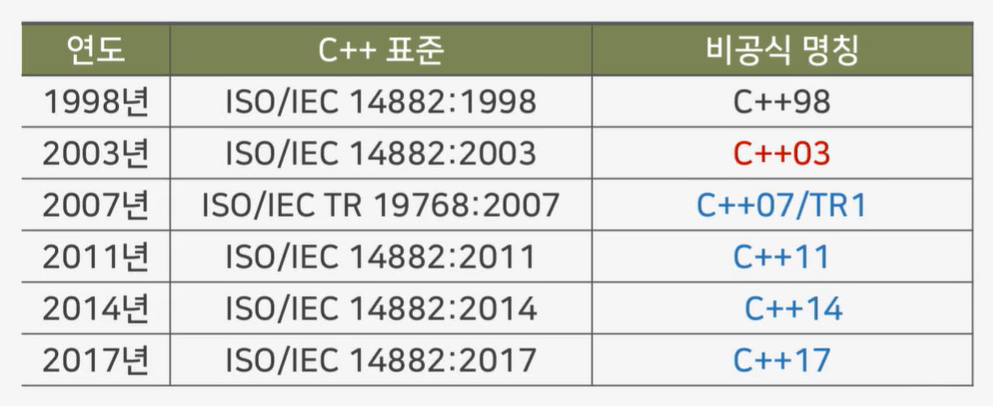 연도 C++ 표준 비공식 명칭
1998년 ISO/IEC 14882:1998 C++98
2003년 ISO/IEC 14882:2003 C++03
2007년 ISO/IEC TR 19768:2007 C++07/TR1
2011년 ISO/IEC 14882:2011 C++11
2014년 ISO/IEC 14882:2014 C++14
2017년 ISO/IEC 14882:2017 C++17